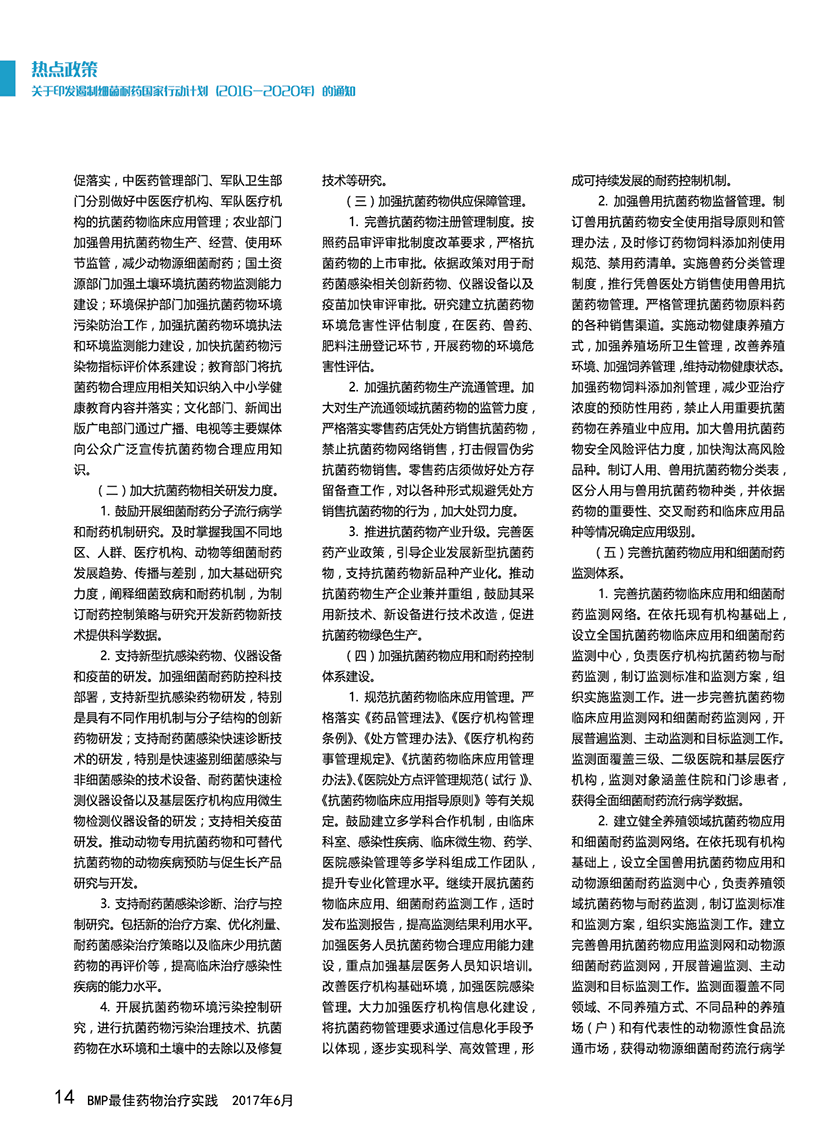 热点政策
关于印发遏制细菌耐药国家行动计划（2016—2020年）的通知
促落实，中医药管理部门、军队卫生部
门分别做好中医医疗机构、军队医疗机
构的抗菌药物临床应用管理；农业部门
加强兽用抗菌药物生产、经营、使用环
节监管，减少动物源细菌耐药；国土资
源部门加强土壤环境抗菌药物监测能力
建设；环境保护部门加强抗菌药物环境
污染防治工作，加强抗菌药物环境执法
和环境监测能力建设，加快抗菌药物污
染物指标评价体系建设；教育部门将抗
菌药物合理应用相关知识纳入中小学健
康教育内容并落实；文化部门、新闻出
版广电部门通过广播、电视等主要媒体
向公众广泛宣传抗菌药物合理应用知
识。
（二）加大抗菌药物相关研发力度。
1. 鼓励开展细菌耐药分子流行病学
和耐药机制研究。及时掌握我国不同地
区、人群、医疗机构、动物等细菌耐药
发展趋势、传播与差别，加大基础研究
力度，阐释细菌致病和耐药机制，为制
订耐药控制策略与研究开发新药物新技
术提供科学数据。
2. 支持新型抗感染药物、仪器设备
和疫苗的研发。加强细菌耐药防控科技
部署，支持新型抗感染药物研发，特别
是具有不同作用机制与分子结构的创新
药物研发；支持耐药菌感染快速诊断技
术的研发，特别是快速鉴别细菌感染与
非细菌感染的技术设备、耐药菌快速检
测仪器设备以及基层医疗机构应用微生
物检测仪器设备的研发；支持相关疫苗
研发。推动动物专用抗菌药物和可替代
抗菌药物的动物疾病预防与促生长产品
研究与开发。
3. 支持耐药菌感染诊断、治疗与控
制研究。包括新的治疗方案、优化剂量、
耐药菌感染治疗策略以及临床少用抗菌
药物的再评价等，提高临床治疗感染性
疾病的能力水平。
4. 开展抗菌药物环境污染控制研
究，进行抗菌药物污染治理技术、抗菌
药物在水环境和土壤中的去除以及修复
技术等研究。
（三）加强抗菌药物供应保障管理。
1. 完善抗菌药物注册管理制度。按
照药品审评审批制度改革要求，严格抗
菌药物的上市审批。依据政策对用于耐
药菌感染相关创新药物、仪器设备以及
疫苗加快审评审批。研究建立抗菌药物
环境危害性评估制度，在医药、兽药、
肥料注册登记环节，开展药物的环境危
害性评估。
2. 加强抗菌药物生产流通管理。加
大对生产流通领域抗菌药物的监管力度，
严格落实零售药店凭处方销售抗菌药物，
禁止抗菌药物网络销售，打击假冒伪劣
抗菌药物销售。零售药店须做好处方存
留备查工作，对以各种形式规避凭处方
销售抗菌药物的行为，加大处罚力度。
3. 推进抗菌药物产业升级。完善医
药产业政策，引导企业发展新型抗菌药
物，支持抗菌药物新品种产业化。推动
抗菌药物生产企业兼并重组，鼓励其采
用新技术、新设备进行技术改造，促进
抗菌药物绿色生产。
（四）加强抗菌药物应用和耐药控制
体系建设。
1. 规范抗菌药物临床应用管理。严
格落实《药品管理法》、《医疗机构管理
条例》、《处方管理办法》、《医疗机构药
事管理规定》、《抗菌药物临床应用管理
办法》、《医院处方点评管理规范（试行）》、
《抗菌药物临床应用指导原则》等有关规
定。鼓励建立多学科合作机制，由临床
科室、感染性疾病、临床微生物、药学、
医院感染管理等多学科组成工作团队，
提升专业化管理水平。继续开展抗菌药
物临床应用、细菌耐药监测工作，适时
发布监测报告，提高监测结果利用水平。
加强医务人员抗菌药物合理应用能力建
设，重点加强基层医务人员知识培训。
改善医疗机构基础环境，加强医院感染
管理。大力加强医疗机构信息化建设，
将抗菌药物管理要求通过信息化手段予
以体现，逐步实现科学、高效管理，形
成可持续发展的耐药控制机制。
2. 加强兽用抗菌药物监督管理。制
订兽用抗菌药物安全使用指导原则和管
理办法，及时修订药物饲料添加剂使用
规范、禁用药清单。实施兽药分类管理
制度，推行凭兽医处方销售使用兽用抗
菌药物管理。严格管理抗菌药物原料药
的各种销售渠道。实施动物健康养殖方
式，加强养殖场所卫生管理，改善养殖
环境、加强饲养管理，维持动物健康状态。
加强药物饲料添加剂管理，减少亚治疗
浓度的预防性用药，禁止人用重要抗菌
药物在养殖业中应用。加大兽用抗菌药
物安全风险评估力度，加快淘汰高风险
品种。制订人用、兽用抗菌药物分类表，
区分人用与兽用抗菌药物种类，并依据
药物的重要性、交叉耐药和临床应用品
种等情况确定应用级别。
（五）完善抗菌药物应用和细菌耐药
监测体系。
1. 完善抗菌药物临床应用和细菌耐
药监测网络。在依托现有机构基础上，
设立全国抗菌药物临床应用和细菌耐药
监测中心，负责医疗机构抗菌药物与耐
药监测，制订监测标准和监测方案，组
织实施监测工作。进一步完善抗菌药物
临床应用监测网和细菌耐药监测网，开
展普遍监测、主动监测和目标监测工作。
监测面覆盖三级、二级医院和基层医疗
机构，监测对象涵盖住院和门诊患者，
获得全面细菌耐药流行病学数据。
2. 建立健全养殖领域抗菌药物应用
和细菌耐药监测网络。在依托现有机构
基础上，设立全国兽用抗菌药物应用和
动物源细菌耐药监测中心，负责养殖领
域抗菌药物与耐药监测，制订监测标准
和监测方案，组织实施监测工作。建立
完善兽用抗菌药物应用监测网和动物源
细菌耐药监测网，开展普遍监测、主动
监测和目标监测工作。监测面覆盖不同
领域、不同养殖方式、不同品种的养殖
场（户）和有代表性的动物源性食品流
通市场，获得动物源细菌耐药流行病学
14 BMP最佳药物治疗实践 2017年6月